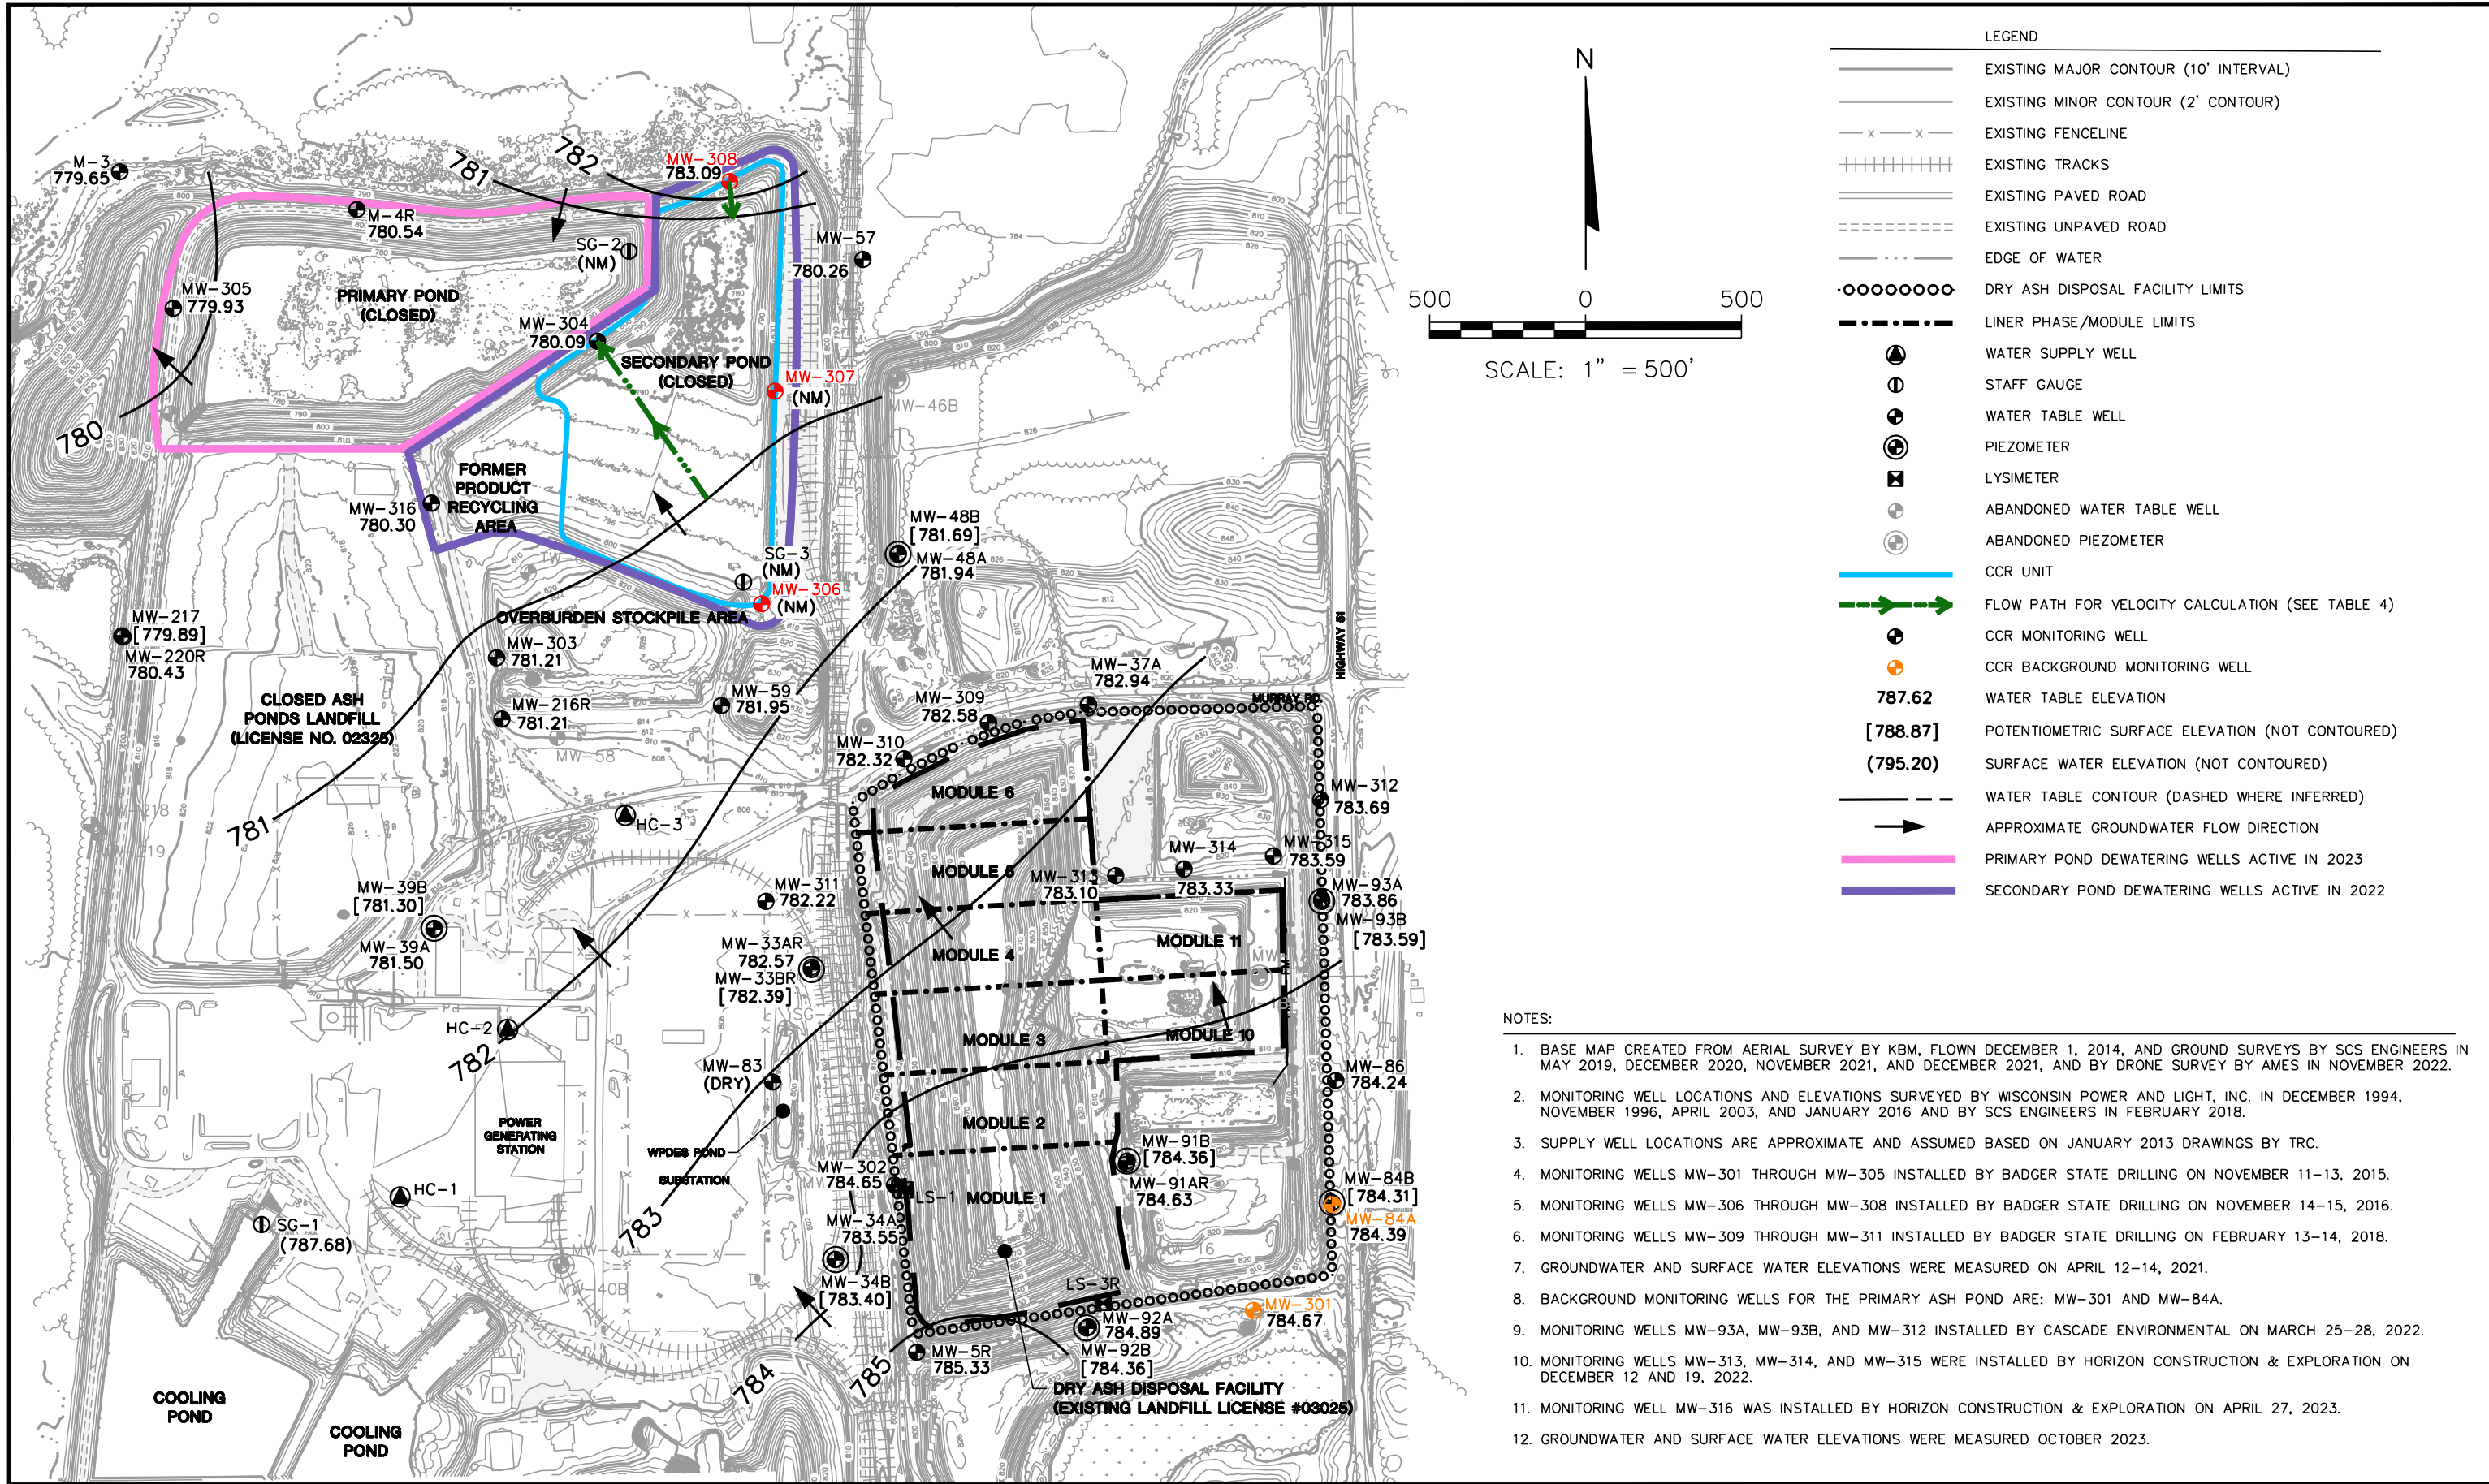 LEGEND
EXISTING MAJOR CONTOUR (10' INTERVAL)
EXISTING MINOR CONTOUR (2' CONTOUR)
EXISTING FENCELINE
EXISTING TRACKS
EXISTING PAVED ROAD
EXISTING UNPAVED ROAD
EDGE OF WATER
DRY ASH DISPOSAL FACILITY LIMITS
LINER PHASE/MODULE LIMITS
WATER SUPPLY WELL
STAFF GAUGE
WATER TABLE WELL
PIEZOMETER
LYSIMETER
ABANDONED WATER TABLE WELL
ABANDONED PIEZOMETER
CCR UNIT
FLOW PATH FOR VELOCITY CALCULATION (SEE TABLE 4)
CCR MONITORING WELL
CCR BACKGROUND MONITORING WELL
787.62 WATER TABLE ELEVATION
[788.87] POTENTIOMETRIC SURFACE ELEVATION (NOT CONTOURED)
(795.20) SURFACE WATER ELEVATION (NOT CONTOURED)
WATER TABLE CONTOUR (DASHED WHERE INFERRED)
APPROXIMATE GROUNDWATER FLOW DIRECTION
PRIMARY POND DEWATERING WELLS ACTIVE IN 2023
SECONDARY POND DEWATERING WELLS ACTIVE IN 2022
N
500 0 500
SCALE: 1" = 500'
M-3
779.65
781
782
MW-308
783.09
M-4R
780.54
SG-2
(NM)
MW-57
780.26
MW-305
779.93
PRIMARY POND
(CLOSED)
MW-304
780.09
SECONDARY POND
(CLOSED)
MW-307
(NM)
MW-46A
MW-46B
780
FORMER
PRODUCT
RECYCLING
AREA
MW-316
780.30
MW-48B
[781.69]
MW-48A
781.94
SG-3
(NM)
MW-306
(NM)
OVERBURDEN STOCKPILE AREA
MW-217
[779.89]
MW-220R
780.43
MW-303
781.21
HIGHWAY 51
MW-37A
782.94
MURRAY RD.
MW-59
781.95
MW-309
782.58
MW-216R
781.21
CLOSED ASH
PONDS LANDFILL
(LICENSE NO. 02325)
MW-58
MW-310
782.32
MODULE 6
MW-312
783.69
HC-3
781
MW-315
783.59
MW-314
783.33
MODULE 5
MW-313
783.10
MW-39B
[781.30]
MW-39A
781.50
MW-311
782.22
MW-93A
783.86
MW-93B
[783.59]
MW-33AR
782.57
MW-33BR
[782.39]
MODULE 4
MODULE 11
HC-2
782
MODULE 3
MODULE 10
MW-83
(DRY)
MW-86
784.24
POWER
GENERATING
STATION
MODULE 2
WPDES POND
SUBSTATION
MW-91B
[784.36]
MW-91AR
784.63
MW-302
784.65
LS-1
MODULE 1
MW-84B
[784.31]
MW-84A
784.39
HC-1
SG-1
(787.68)
783
MW-34A
783.55
MW-34B
[783.40]
MW-40B
LS-3R
MW-301
784.67
MW-92A
784.89
MW-92B
[784.36]
MW-5R
785.33
784
785
DRY ASH DISPOSAL FACILITY
(EXISTING LANDFILL LICENSE #03025)
COOLING
POND
COOLING
POND
NOTES:
1. BASE MAP CREATED FROM AERIAL SURVEY BY KBM, FLOWN DECEMBER 1, 2014, AND GROUND SURVEYS BY SCS ENGINEERS IN
MAY 2019, DECEMBER 2020, NOVEMBER 2021, AND DECEMBER 2021, AND BY DRONE SURVEY BY AMES IN NOVEMBER 2022.
2. MONITORING WELL LOCATIONS AND ELEVATIONS SURVEYED BY WISCONSIN POWER AND LIGHT, INC. IN DECEMBER 1994,
NOVEMBER 1996, APRIL 2003, AND JANUARY 2016 AND BY SCS ENGINEERS IN FEBRUARY 2018.
3. SUPPLY WELL LOCATIONS ARE APPROXIMATE AND ASSUMED BASED ON JANUARY 2013 DRAWINGS BY TRC.
4. MONITORING WELLS MW-301 THROUGH MW-305 INSTALLED BY BADGER STATE DRILLING ON NOVEMBER 11-13, 2015.
5. MONITORING WELLS MW-306 THROUGH MW-308 INSTALLED BY BADGER STATE DRILLING ON NOVEMBER 14-15, 2016.
6. MONITORING WELLS MW-309 THROUGH MW-311 INSTALLED BY BADGER STATE DRILLING ON FEBRUARY 13-14, 2018.
7. GROUNDWATER AND SURFACE WATER ELEVATIONS WERE MEASURED ON APRIL 12-14, 2021.
8. BACKGROUND MONITORING WELLS FOR THE PRIMARY ASH POND ARE: MW-301 AND MW-84A.
9. MONITORING WELLS MW-93A, MW-93B, AND MW-312 INSTALLED BY CASCADE ENVIRONMENTAL ON MARCH 25-28, 2022.
10. MONITORING WELLS MW-313, MW-314, AND MW-315 WERE INSTALLED BY HORIZON CONSTRUCTION & EXPLORATION ON
DECEMBER 12 AND 19, 2022.
11. MONITORING WELL MW-316 WAS INSTALLED BY HORIZON CONSTRUCTION & EXPLORATION ON APRIL 27, 2023.
12. GROUNDWATER AND SURFACE WATER ELEVATIONS WERE MEASURED OCTOBER 2023.